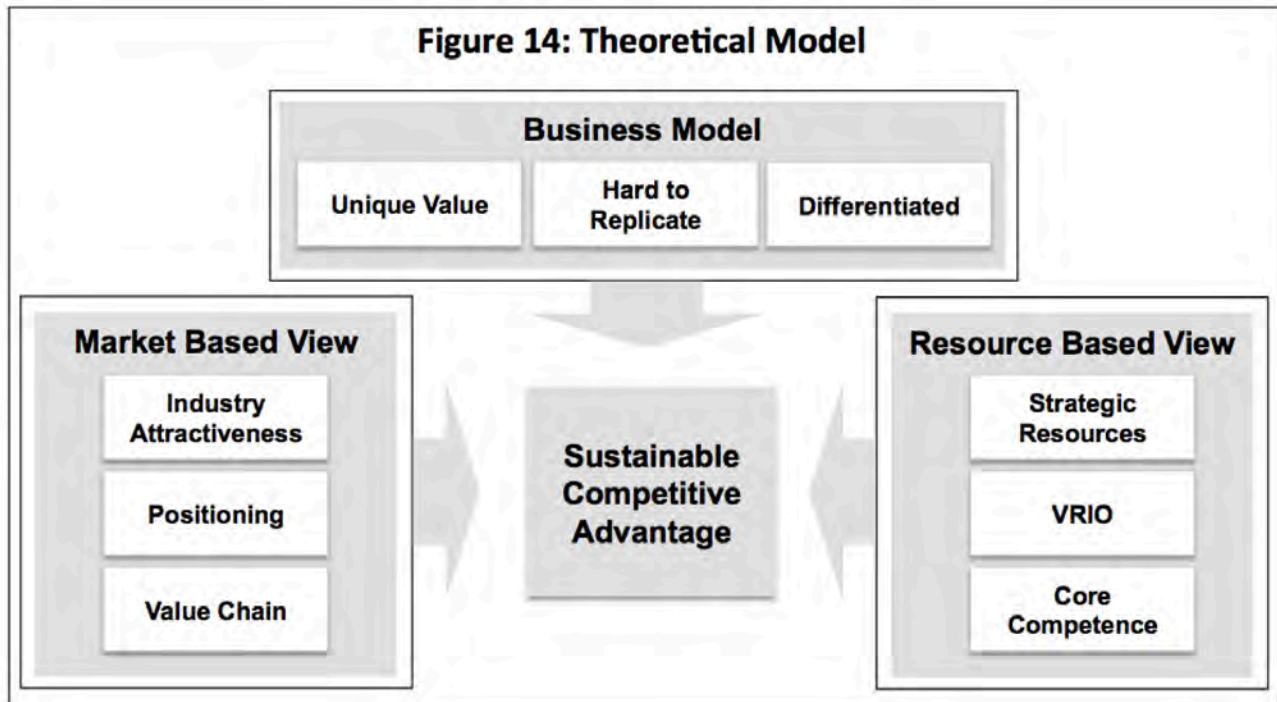 Figure 14: Theoretical Model
Business Model
Unique Value
Hard to
Replicate
Differentiated
Market Based View
Industry
Attractiveness
Positioning
Value Chain
Sustainable
Competitive
Advantage
Resource Based View
Strategic
Resources
VRIO
Core
Competence